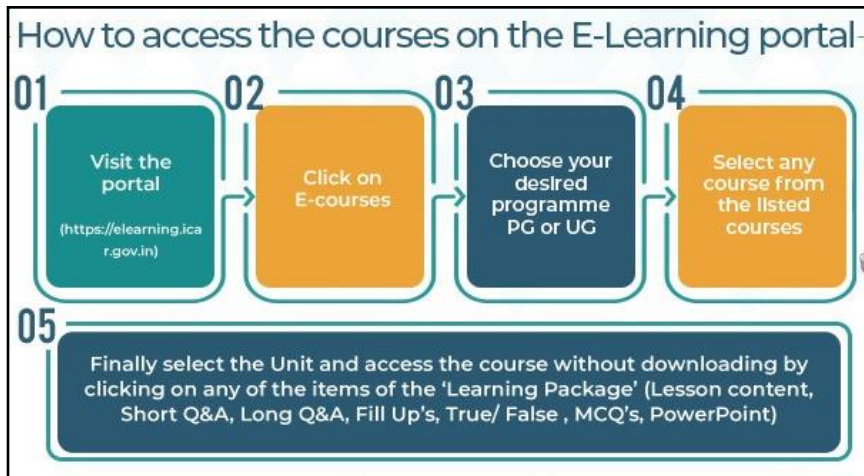 How to access the courses on the E-Learning portal
01
Visit the
portal
(https://elearning.ica
r.gov.in)
02
Click on
E-courses
03
Choose your
desired
programme
PG or UG
04
Select any
course from
the listed
courses
05
Finally select the Unit and access the course without downloading by
clicking on any of the items of the ‘Learning Package’ (Lesson content,
Short Q&A, Long Q&A, Fill Up’s, True/ False , MCQ’s, PowerPoint)